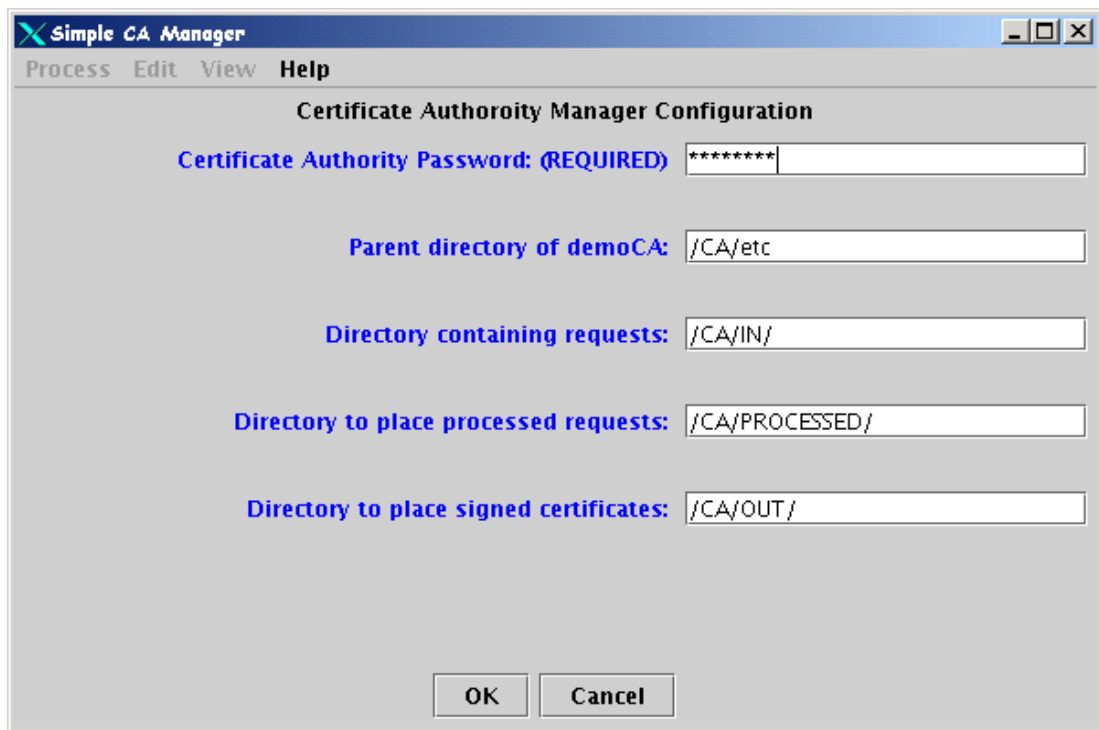 Simple CA Manager
Process Edit View Help
Certificate Authoroity Manager Configuration
Certificate Authority Password: (REQUIRED) ********
Parent directory of demoCA: /CA/etc
Directory containing requests: /CA/IN/
Directory to place processed requests: /CA/PROCESSED/
Directory to place signed certificates: /CA/OUT/
OK Cancel